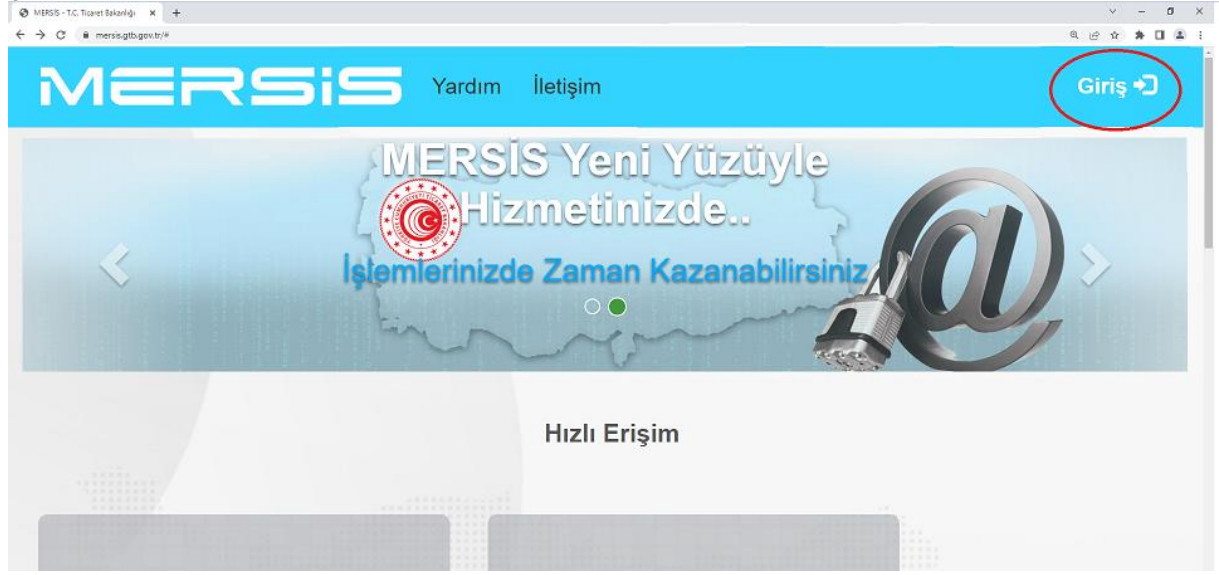 MERSİS - T.C. Ticaret Bakanlığı
mersis.gtb.gov.tr/#
MERSiS Yardım İletişim Giriş
MERSİS Yeni Yüzüyle
Hizmetinizde..
İşlemlerinizde Zaman Kazanabilirsiniz
Hızlı Erişim